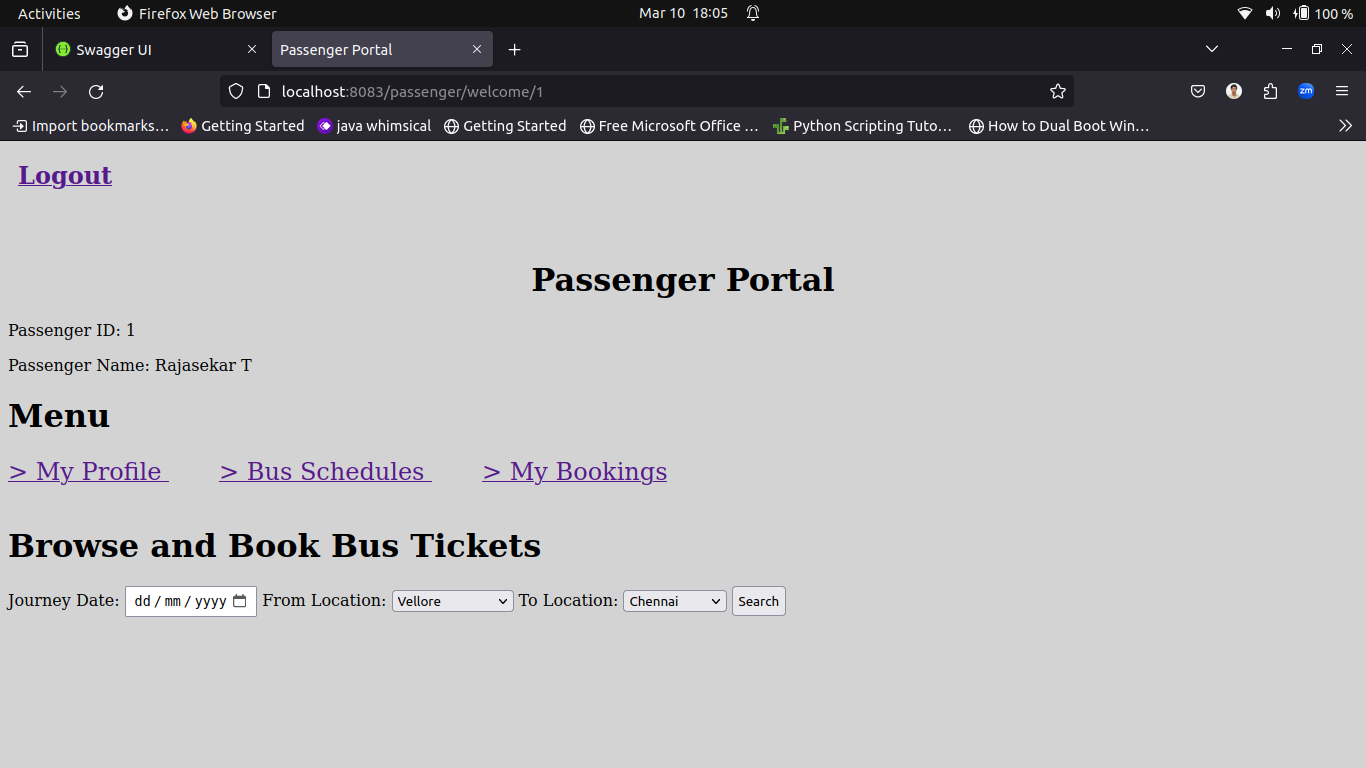 Activities Firefox Web Browser Mar 10 18:05 100 %
Swagger UI Passenger Portal
localhost:8083/passenger/welcome/1 zm
Import bookmarks… Getting Started java whimsical Getting Started Free Microsoft Office … Python Scripting Tuto… How to Dual Boot Win…
Logout
Passenger Portal
Passenger ID: 1
Passenger Name: Rajasekar T
Menu
> My Profile > Bus Schedules > My Bookings
Browse and Book Bus Tickets
Journey Date: dd/mm/yyyy From Location: Vellore To Location: Chennai Search